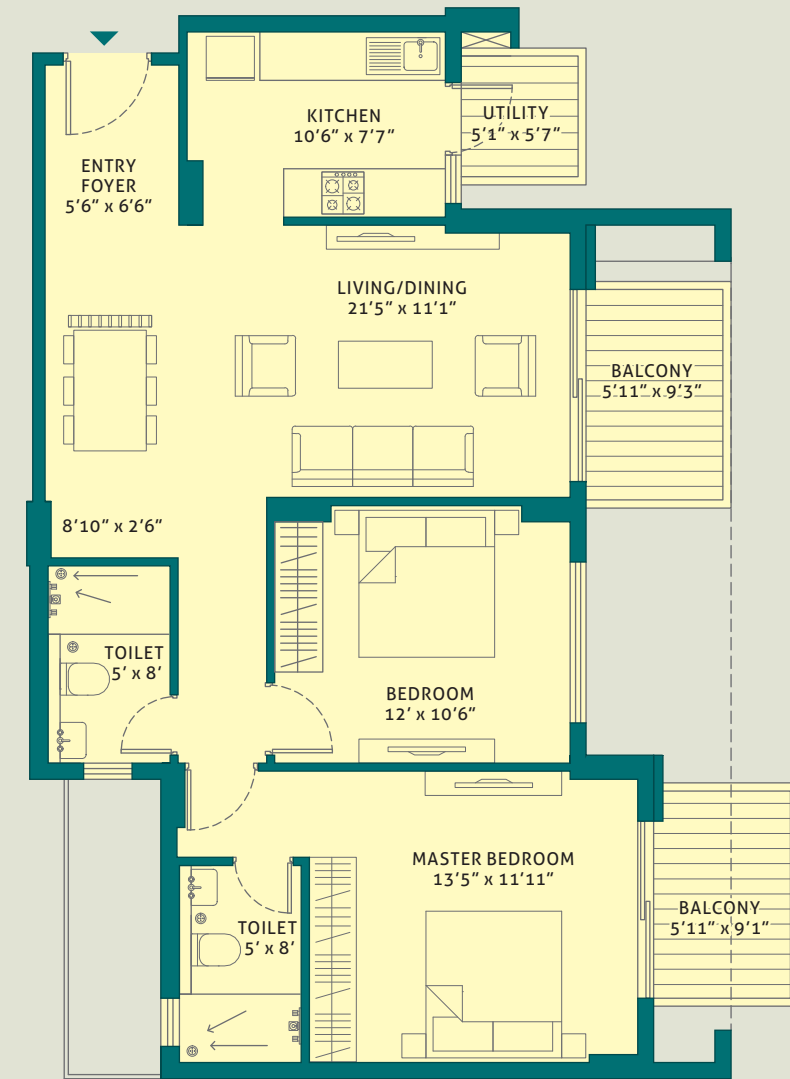 KITCHEN
10'6" x 7'7"
UTILITY
5'1" x 5'7"
ENTRY
FOYER
5'6" x 6'6"
LIVING/DINING
21'5" x 11'1"
BALCONY
5'11" x 9'3"
8'10" x 2'6"
TOILET
5' x 8'
BEDROOM
12' x 10'6"
MASTER BEDROOM
13'5" x 11'11"
TOILET
5' x 8'
BALCONY
5'11" x 9'1"